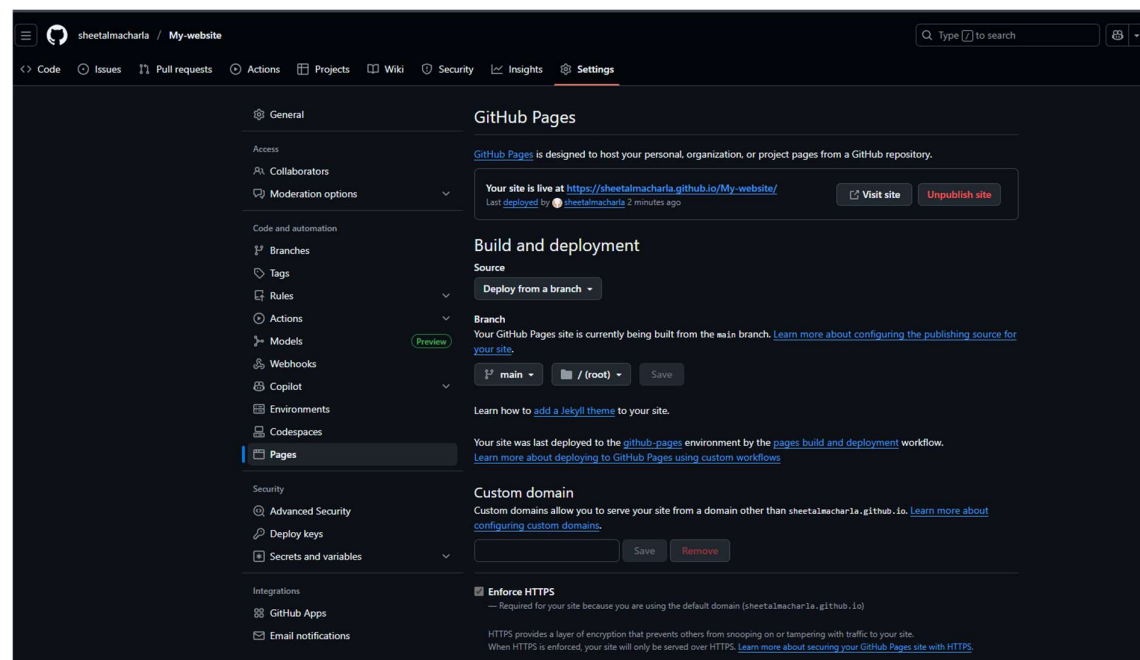 sheetalmacharla / My-website
Type / to search
Code Issues Pull requests Actions Projects Wiki Security Insights Settings
General
Access
Collaborators
Moderation options
Code and automation
Branches
Tags
Rules
Actions
Models Preview
Webhooks
Copilot
Environments
Codespaces
Pages
Security
Advanced Security
Deploy keys
Secrets and variables
Integrations
GitHub Apps
Email notifications
GitHub Pages
GitHub Pages is designed to host your personal, organization, or project pages from a GitHub repository.
Your site is live at https://sheetalmacharla.github.io/My-website/
Last deployed by sheetalmacharla 2 minutes ago
Visit site
Unpublish site
Build and deployment
Source
Deploy from a branch
Branch
Your GitHub Pages site is currently being built from the main branch. Learn more about configuring the publishing source for
your site.
main / (root) Save
Learn how to add a Jekyll theme to your site.
Your site was last deployed to the github-pages environment by the pages build and deployment workflow.
Learn more about deploying to GitHub Pages using custom workflows
Custom domain
Custom domains allow you to serve your site from a domain other than sheetalmacharla.github.io. Learn more about
configuring custom domains.
Save Remove
Enforce HTTPS
— Required for your site because you are using the default domain (sheetalmacharla.github.io)
HTTPS provides a layer of encryption that prevents others from snooping on or tampering with traffic to your site.
When HTTPS is enforced, your site will only be served over HTTPS. Learn more about securing your GitHub Pages site with HTTPS.